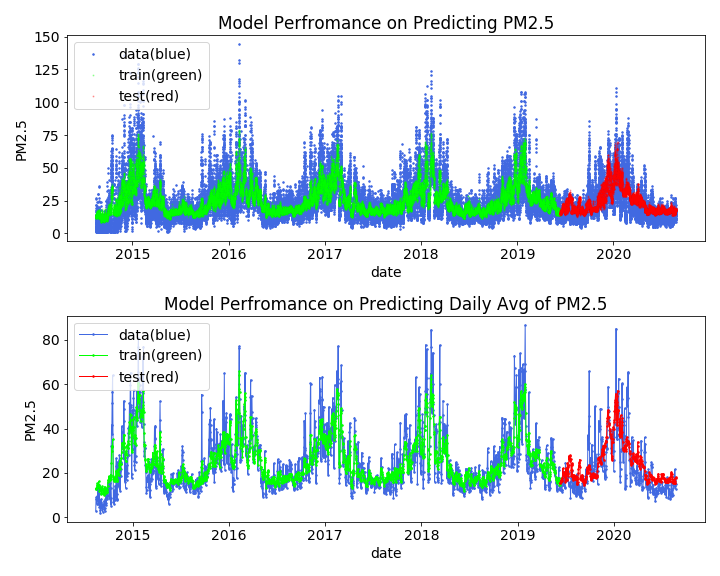 Model Perfromance on Predicting PM2.5
data(blue)
train(green)
test(red)
150
125
100
75
50
25
0
PM2.5
2015 2016 2017 2018 2019 2020
date
Model Perfromance on Predicting Daily Avg of PM2.5
data(blue)
train(green)
test(red)
80
60
40
20
0
PM2.5
2015 2016 2017 2018 2019 2020
date